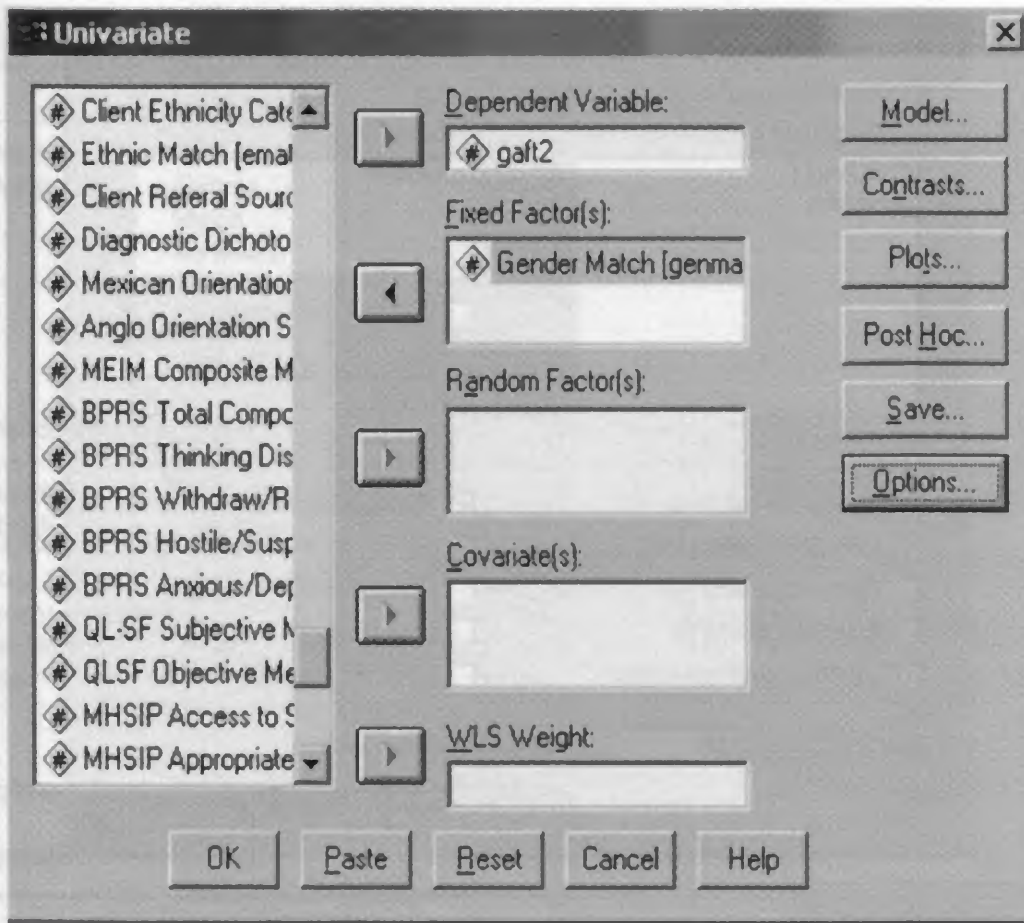 Univariate
Client Ethnicity Cate
Ethnic Match [emat
Client Referal Sourc
Diagnostic Dichoto
Mexican Orientation
Anglo Orientation S
MEIM Composite M
BPRS Total Compo
BPRS Thinking Dis
BPRS Withdraw/R
BPRS Hostile/Susp
BPRS Anxious/Dep
QL-SF Subjective M
QLSF Objective Me
MHSIP Access to S
MHSIP Appropriate
Dependent Variable:
gaft2
Fixed Factor(s):
Gender Match [genma
Random Factor(s):
Covariate(s):
WLS Weight:
Model...
Contrasts...
Plots...
Post Hoc...
Save...
Options...
OK Paste Reset Cancel Help